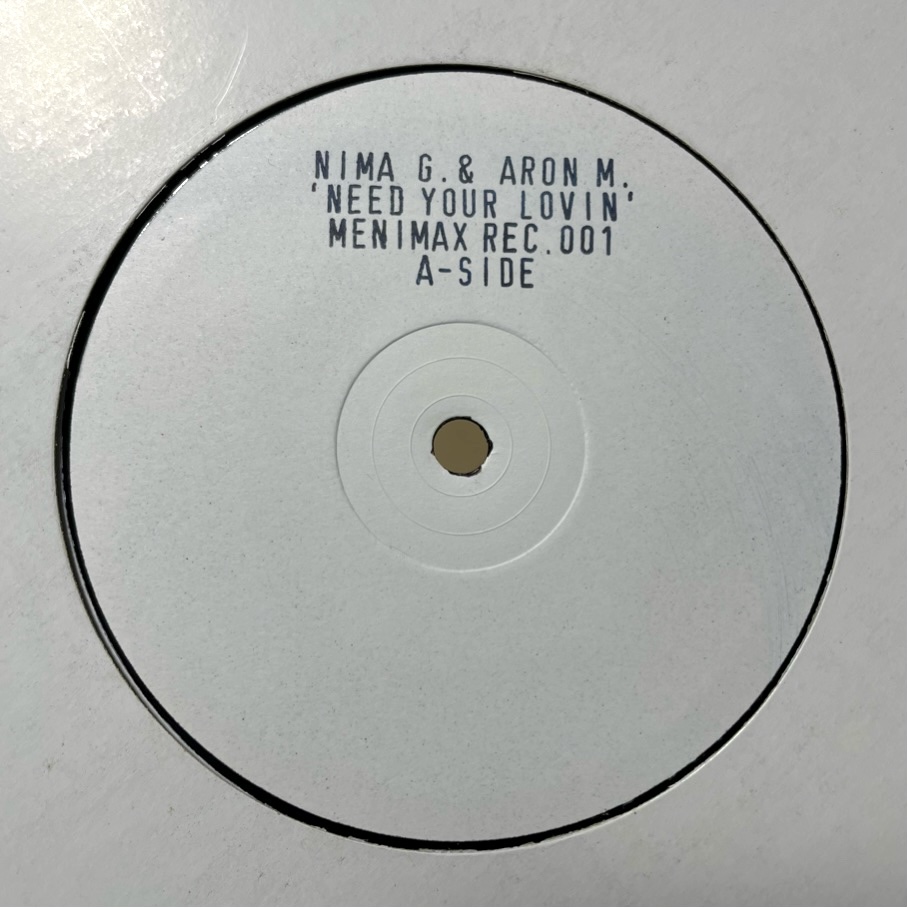 NIMA G. & ARON M.
'NEED YOUR LOVIN'
MENIMAX REC.001
A-SIDE